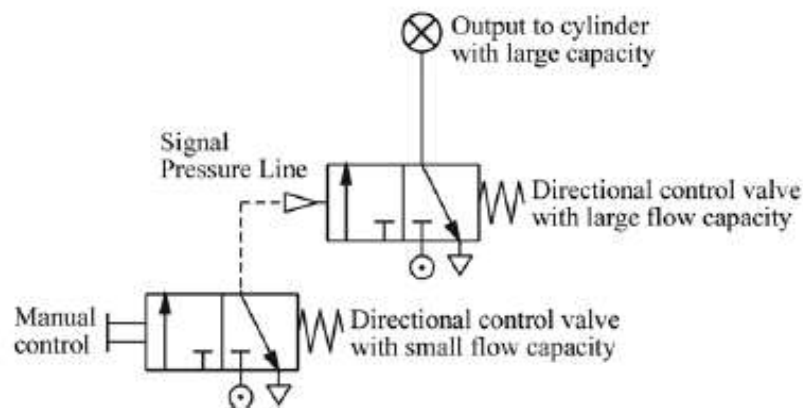 Output to cylinder
with large capacity
Signal
Pressure Line
Directional control valve
with large flow capacity
Manual
control
Directional control valve
with small flow capacity